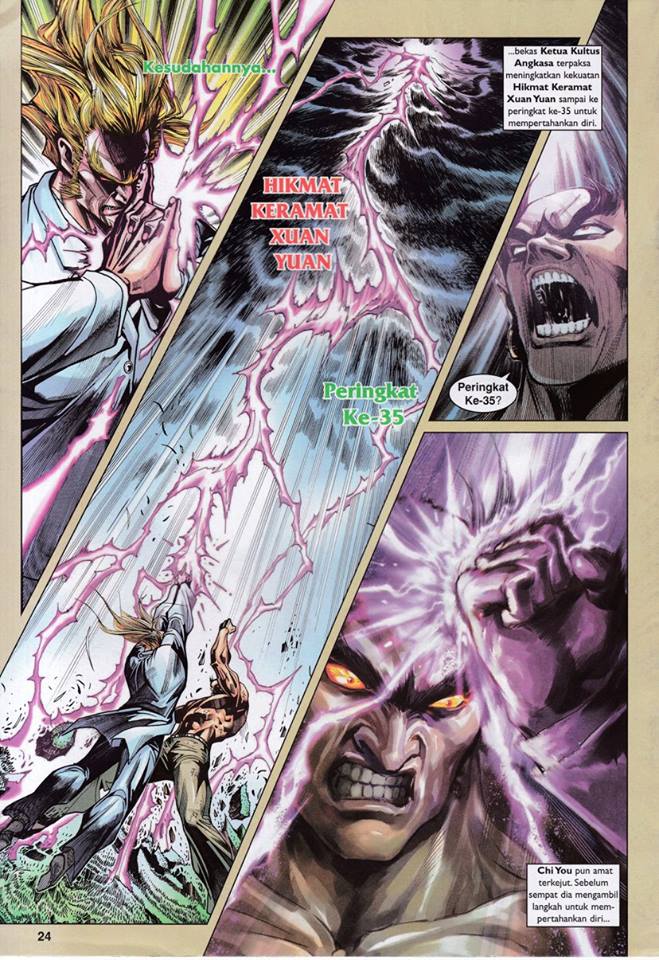 Kesudahannya...
...bekas Ketua Kultus
Angkasa terpaksa
meningkatkan kekuatan
Hikmat Keramat
Xuan Yuan sampai ke
peringkat ke-35 untuk
mempertahankan diri.
HIKMAT
KERAMAT
XUAN
YUAN
Peringkat
Ke-35
Peringkat
Ke-35?
Chi You pun amat
terkejut. Sebelum
sempat dia mengambil
langkah untuk mem-
pertahankan diri...
24